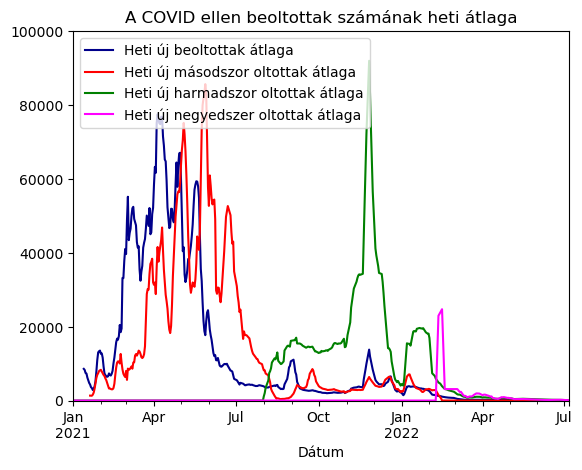 A COVID ellen beoltottak számának heti átlaga
Heti új beoltottak átlaga
Heti új másodszor oltottak átlaga
Heti új harmadszor oltottak átlaga
Heti új negyedszer oltottak átlaga
100000
80000
60000
40000
20000
0
Jan Apr Jul Oct Jan Apr Jul
2021 2022
Dátum